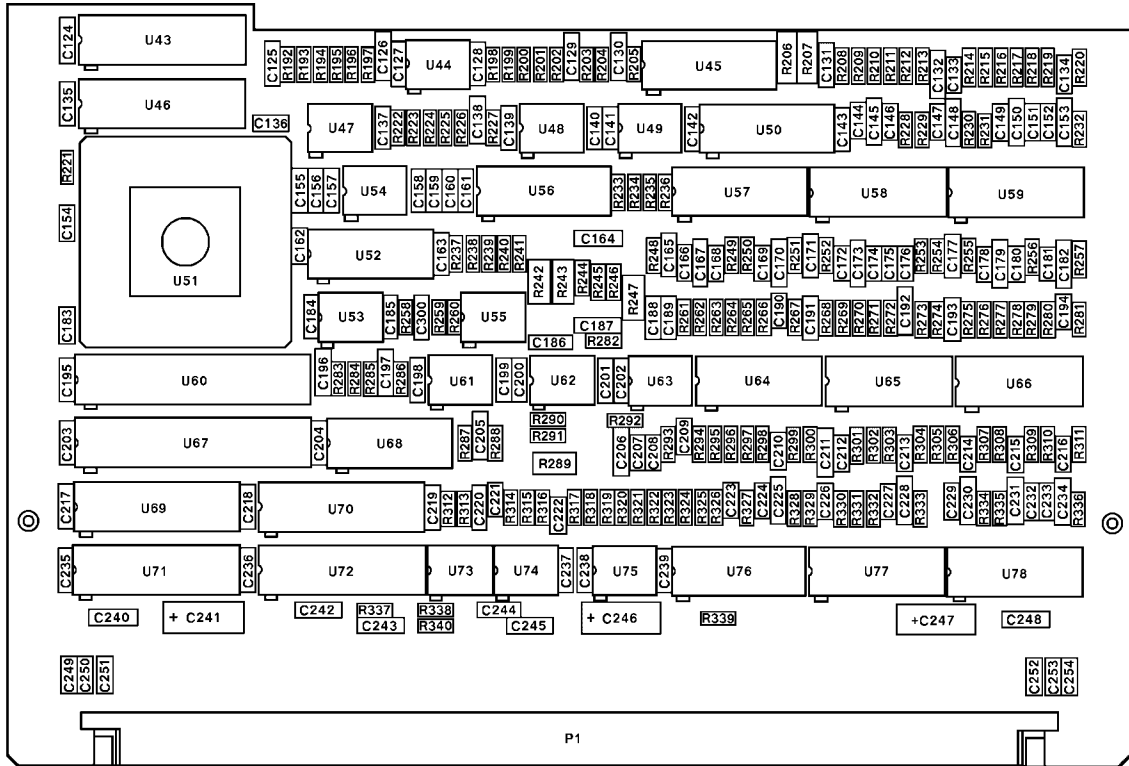 C124 U43 C125 R192 R193 R194 R195 R196 R197 C126 C127 U44 C128 R198 R199 R200 R201 R202 C129 R203 R204 C130 R205 U45 R206 R207 C131 R208 R209 R210 R211 R212 R213 C132 C133 R214 R215 R216 R217 R218 R219 C134 R220
C135 U46 C136 U47 C137 R222 R223 R224 R225 R226 C138 R227 C139 U48 C140 C141 U49 C142 U50 C143 C144 C145 C146 R228 R229 C147 C148 R230 R231 C149 C150 C151 C152 C153 R232
R221 C155 C156 C157 U54 C158 C159 C160 C161 U56 R233 R234 R235 R236 U57 U58 U59
C154 U51 C162 U52 C163 R237 R238 R239 R240 R241 C164 R248 C165 C166 C167 C168 R249 R250 C169 C170 R251 C171 R252 C172 C173 C174 C175 C176 R253 R254 C177 R255 C178 C179 C180 C181 C182 R257
R256
R242 R243 R244 R245 R246 R247
C183 C184 U53 C185 R258 C300 R259 R260 U55 C187 C188 C189 R261 R262 R263 R264 R265 R266 C190 R267 C191 R268 R269 R270 R271 R272 C192 R273 R274 C193 R275 R276 R277 R278 R279 R280 C194 R281
C186 R282
C195 U60 C196 R283 R284 R285 C197 R286 C198 U61 C199 C200 U62 C201 C202 U63 U64 U65 U66
R290 R292
R291
C203 U67 C204 U68 R287 C205 R288 R289 C206 C207 C208 R293 C209 R294 R295 R296 R297 R298 C210 R299 R300 C211 C212 R301 R302 R303 C213 R304 R305 R306 C214 R307 R308 C215 R309 R310 C216 R311
C217 U69 C218 U70 C219 R312 R313 C220 C221 R314 R315 R316 C222 R317 R318 R319 R320 R321 R322 R323 R324 R325 R326 C223 R327 C224 C225 R328 R329 C226 R330 R331 R332 C227 C228 R333 C229 C230 R334 R335 C231 C232 C233 C234 R336
C235 U71 C236 U72 U73 U74 C237 C238 U75 C239 U76 U77 U78
C240 + C241 C242 R337 R338 C244 + C246 R339 +C247 C248
C243 R340 C245
C249 C250 C251 C252 C253 C254
P1